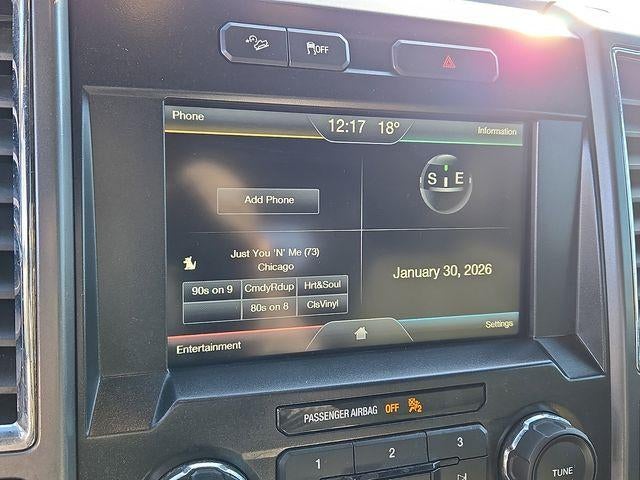 OFF
Phone
12:17 18°
Information
Add Phone
S E
Just You 'N' Me (73)
Chicago
90s on 9 CmdyRdup Hrt&Soul
80s on 8 ClsVinyl
January 30, 2026
Entertainment
Settings
PASSENGER AIRBAG OFF
1 2 3
TUNE